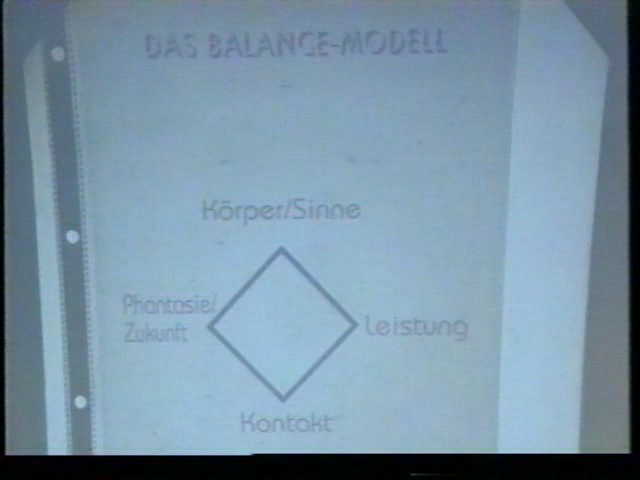 DAS BALANCE-MODELL
Körper/Sinne
Phantasie/
Zukunft
Leistung
Kontakt